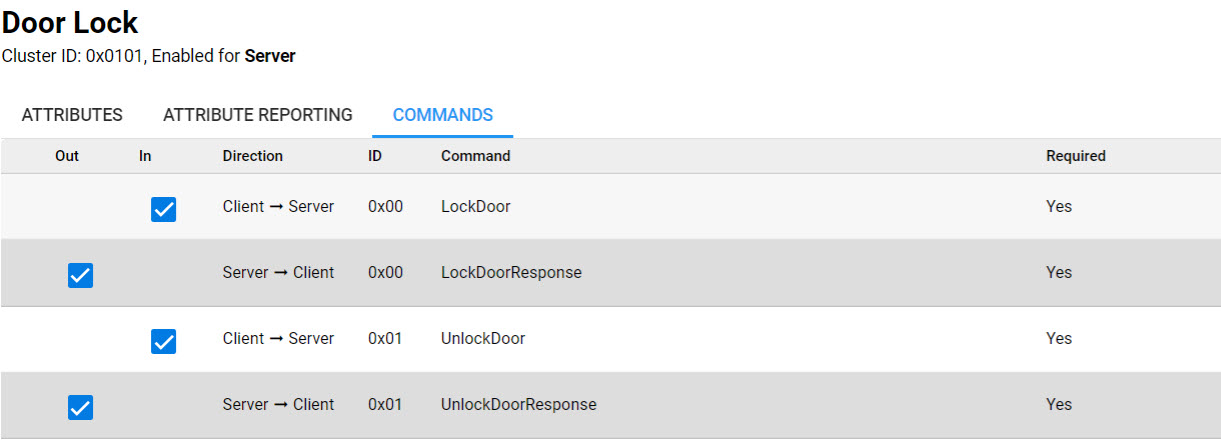 Door Lock
Cluster ID: 0x0101, Enabled for Server
ATTRIBUTES ATTRIBUTE REPORTING COMMANDS
Out In Direction ID Command Required
Client → Server 0x00 LockDoor Yes
Server → Client 0x00 LockDoorResponse Yes
Client → Server 0x01 UnlockDoor Yes
Server → Client 0x01 UnlockDoorResponse Yes